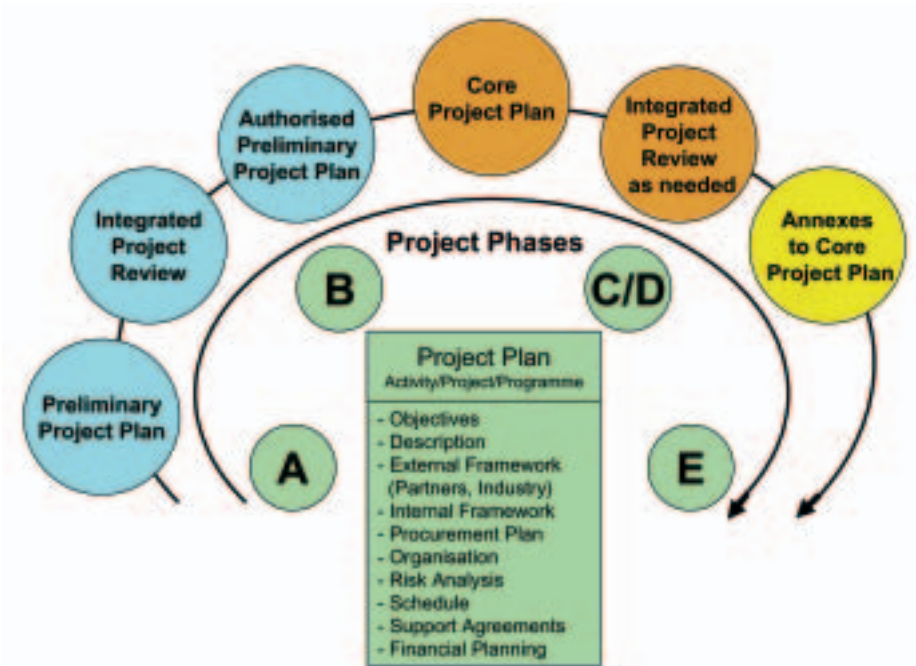 Preliminary
Project Plan
Integrated
Project
Review
Authorised
Preliminary
Project Plan
Core
Project Plan
Integrated
Project
Review
as needed
Annexes
to Core
Project Plan
Project Phases
A
B
C/D
E
Project Plan
Activity/Project/Programme
- Objectives
- Description
- External Framework
(Partners, Industry)
- Internal Framework
- Procurement Plan
- Organisation
- Risk Analysis
- Schedule
- Support Agreements
- Financial Planning